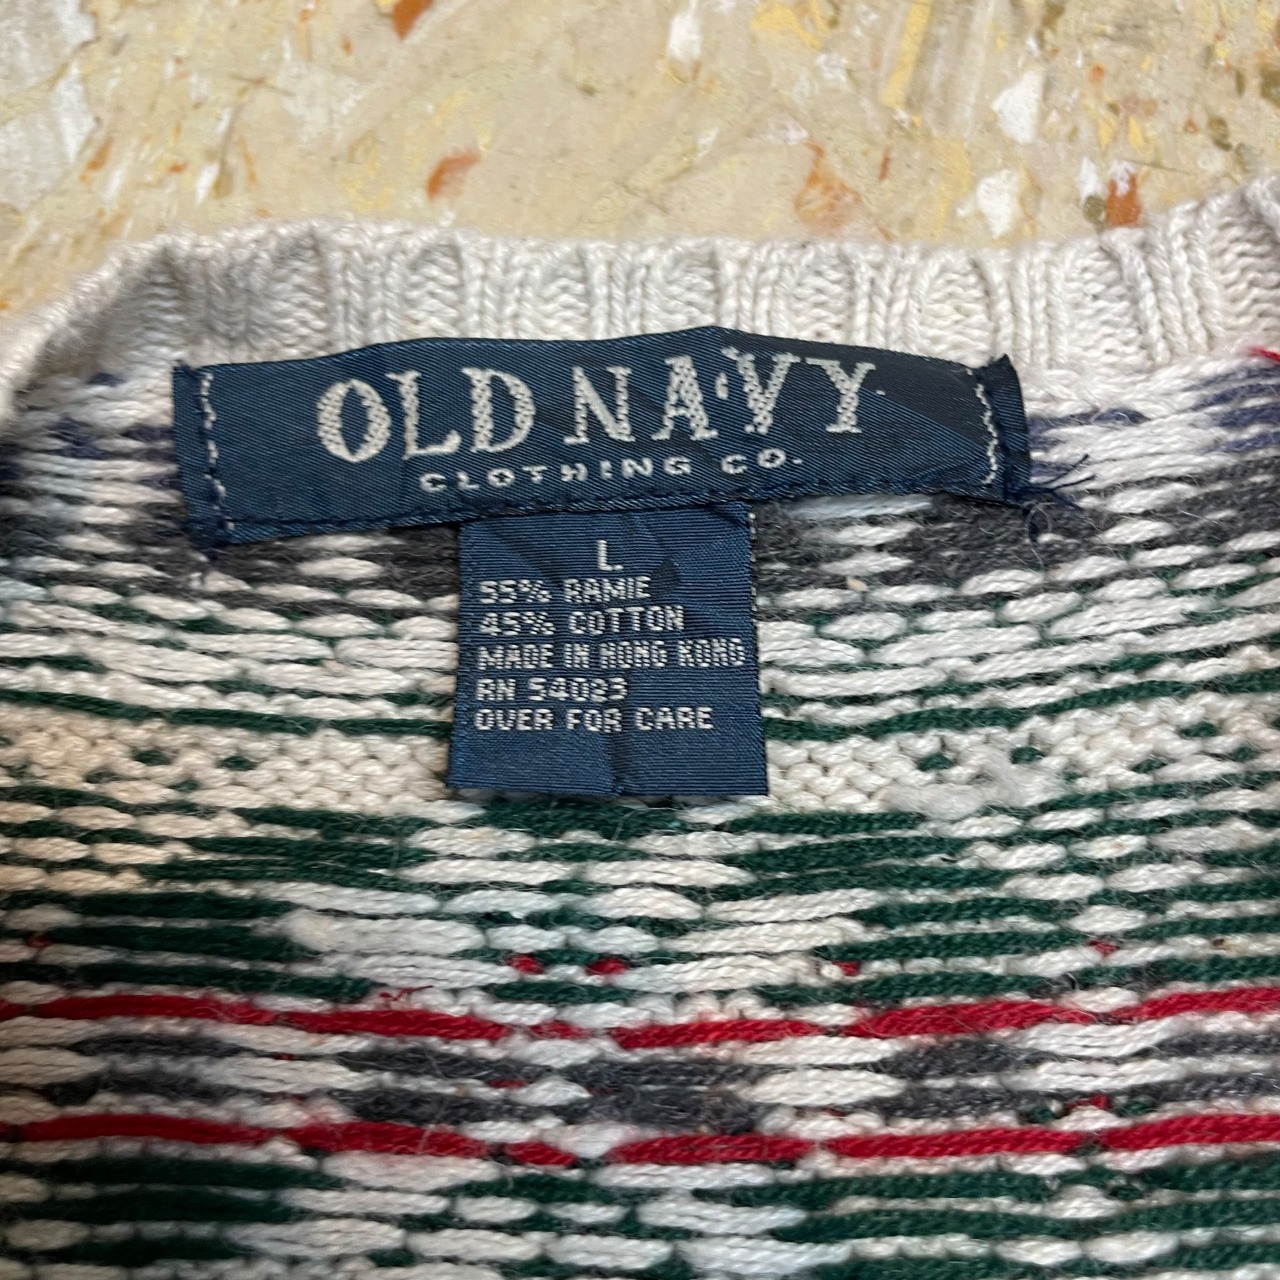 OLD NAVY
CLOTHING CO.
L
55% RAMIE
45% COTTON
MADE IN HONG KONG
RN 54023
OVER FOR CARE